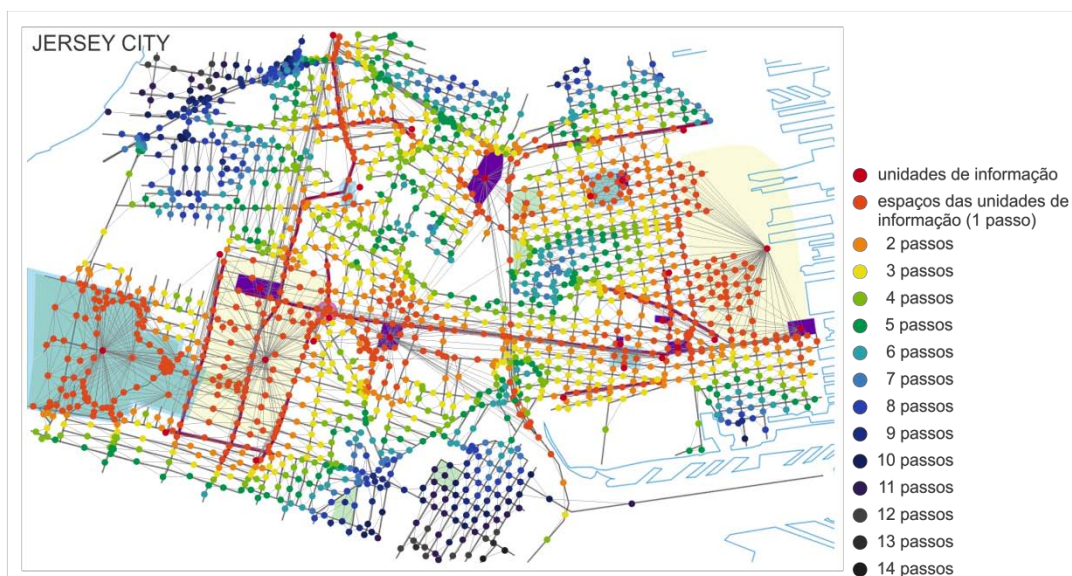 JERSEY CITY
unidades de informação
espaços das unidades de
informação (1 passo)
2 passos
3 passos
4 passos
5 passos
6 passos
7 passos
8 passos
9 passos
10 passos
11 passos
12 passos
13 passos
14 passos